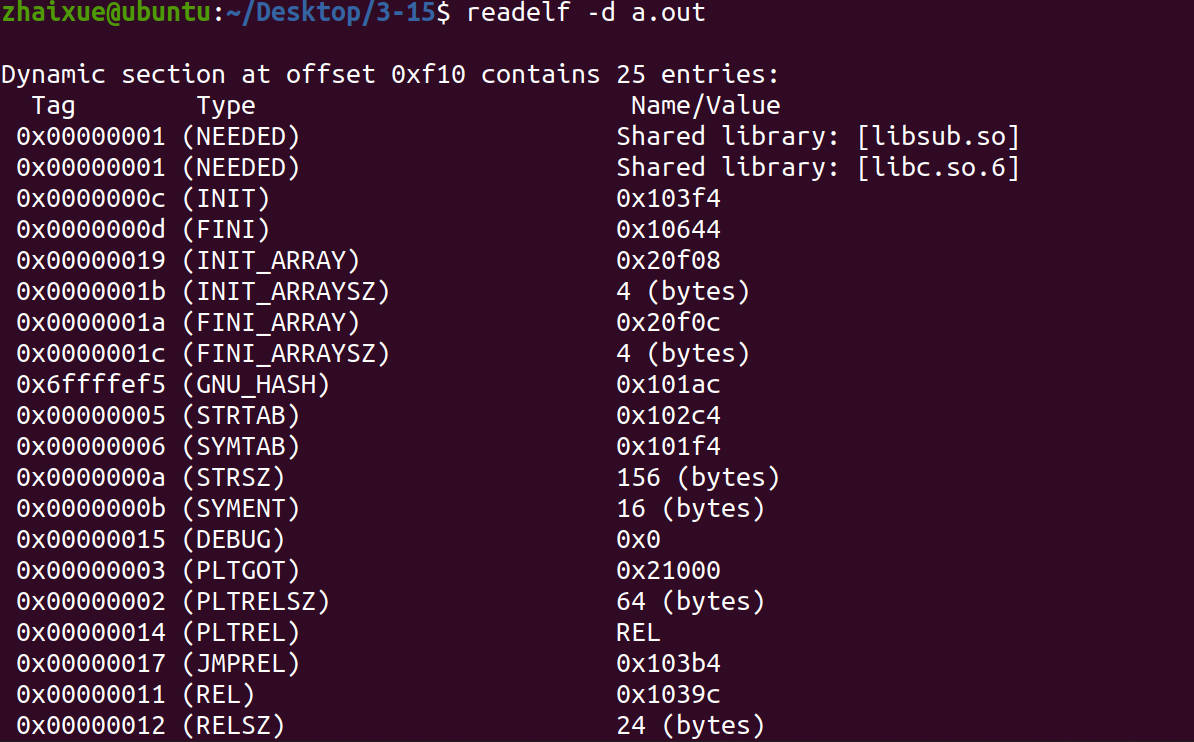 zhaixue@ubuntu:~/Desktop/3-15$ readelf -d a.out
Dynamic section at offset 0xf10 contains 25 entries:
Tag Type Name/Value
0x00000001 (NEEDED) Shared library: [libsub.so]
0x00000001 (NEEDED) Shared library: [libc.so.6]
0x0000000c (INIT) 0x103f4
0x0000000d (FINI) 0x10644
0x00000019 (INIT_ARRAY) 0x20f08
0x0000001b (INIT_ARRAYSZ) 4 (bytes)
0x0000001a (FINI_ARRAY) 0x20f0c
0x0000001c (FINI_ARRAYSZ) 4 (bytes)
0x6ffffef5 (GNU_HASH) 0x101ac
0x00000005 (STRTAB) 0x102c4
0x00000006 (SYMTAB) 0x101f4
0x0000000a (STRSZ) 156 (bytes)
0x0000000b (SYMENT) 16 (bytes)
0x00000015 (DEBUG) 0x0
0x00000003 (PLTGOT) 0x21000
0x00000002 (PLTRELSZ) 64 (bytes)
0x00000014 (PLTREL) REL
0x00000017 (JMPREL) 0x103b4
0x00000011 (REL) 0x1039c
0x00000012 (RELSZ) 24 (bytes)